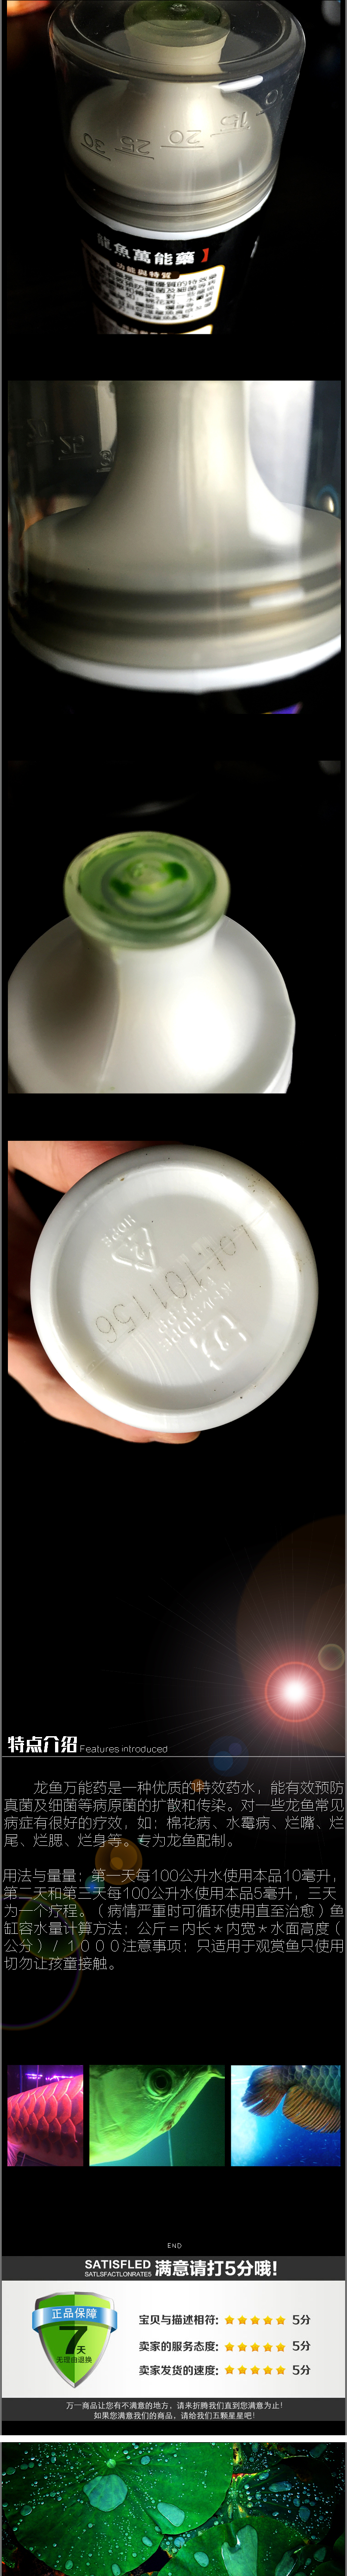 15
20
25
30
龍魚萬能藥】
功能與特質
20
25
30
2
HDPE
Lot:101156
特点介绍 Features introduced
龙鱼万能药是一种优质的特效药水，能有效预防
真菌及细菌等病原菌的扩散和传染。对一些龙鱼常见
病症有很好的疗效，如：棉花病、水霉病、烂嘴、烂
尾、烂腮、烂身等。专为龙鱼配制。
用法与量量：第一天每100公升水使用本品10毫升，
第二天和第三天每100公升水使用本品5毫升，三天
为一个疗程。（病情严重时可循环使用直至治愈）鱼
缸容水量计算方法：公斤＝内长＊内宽＊水面高度（
公分）/１０００注意事项：只适用于观赏鱼只使用
切勿让孩童接触。
END
SATISFLED 满意请打5分哦!
SATLSFACTLONRATE5
正品保障
7天
无理由退换
宝贝与描述相符: 5分
卖家的服务态度: 5分
卖家发货的速度: 5分
万一商品让您有不满意的地方，请来折腾我们直到您满意为止!
如果您满意我们的商品，请给我们五颗星星吧!